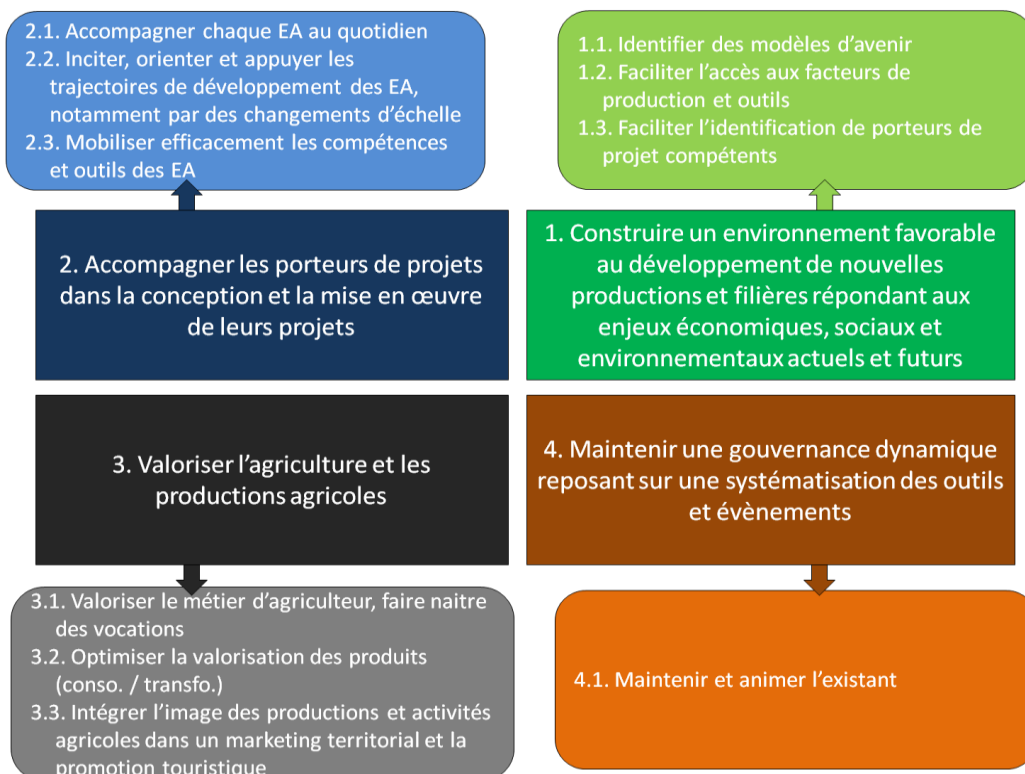 2.1. Accompagner chaque EA au quotidien
2.2. Inciter, orienter et appuyer les
trajectoires de développement des EA,
notamment par des changements d'échelle
2.3. Mobiliser efficacement les compétences
et outils des EA
1.1. Identifier des modèles d'avenir
1.2. Faciliter l'accès aux facteurs de
production et outils
1.3. Faciliter l'identification de porteurs de
projet compétents
2. Accompagner les porteurs de projets
dans la conception et la mise en œuvre
de leurs projets
1. Construire un environnement favorable
au développement de nouvelles
productions et filières répondant aux
enjeux économiques, sociaux et
environnementaux actuels et futurs
3. Valoriser l'agriculture et les
productions agricoles
4. Maintenir une gouvernance dynamique
reposant sur une systématisation des outils
et évènements
3.1. Valoriser le métier d'agriculteur, faire naitre
des vocations
3.2. Optimiser la valorisation des produits
(conso. / transfo.)
3.3. Intégrer l'image des productions et activités
agricoles dans un marketing territorial et la
promotion touristique
4.1. Maintenir et animer l'existant